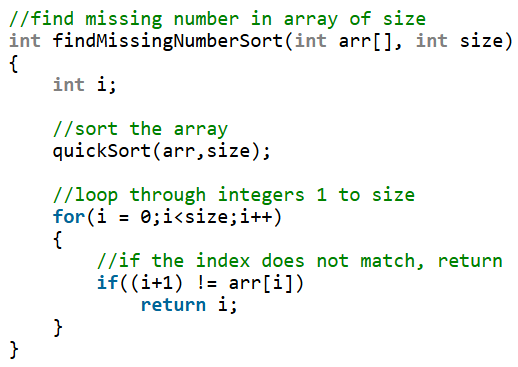 //find missing number in array of size
int findMissingNumberSort(int arr[], int size)
{
    int i;

    //sort the array
    quickSort(arr,size);

    //loop through integers 1 to size
    for(i = 0;i<size;i++)
    {
        //if the index does not match, return
        if((i+1) != arr[i])
            return i;
    }
}